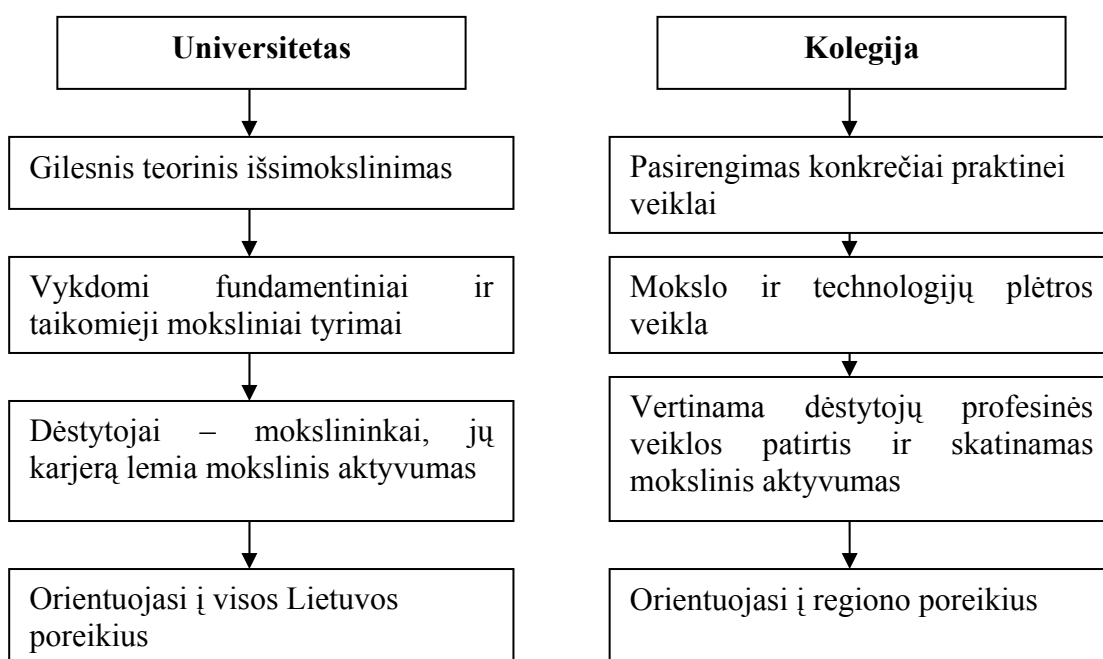 Universitetas
Gilesnis teorinis išsimokslinimas
Vykdomi fundamentiniai ir
taikomieji moksliniai tyrimai
Dėstytojai – mokslininkai, jų
karjerą lemia mokslinis aktyvumas
Orientuojasi į visos Lietuvos
poreikius
Kolegija
Pasirengimas konkrečiai praktinei
veiklai
Mokslo ir technologijų plėtros
veikla
Vertinama dėstytojų profesinės
veiklos patirtis ir skatinamas
mokslinis aktyvumas
Orientuojasi į regiono poreikius